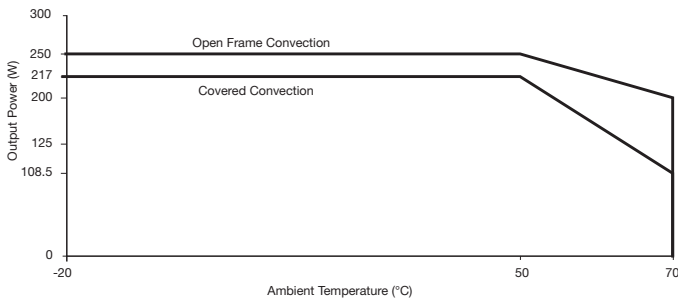 300
Open Frame Convection
250
217
Covered Convection
200
125
108.5
0
Output Power (W)
-20
50
70
Ambient Temperature (°C)